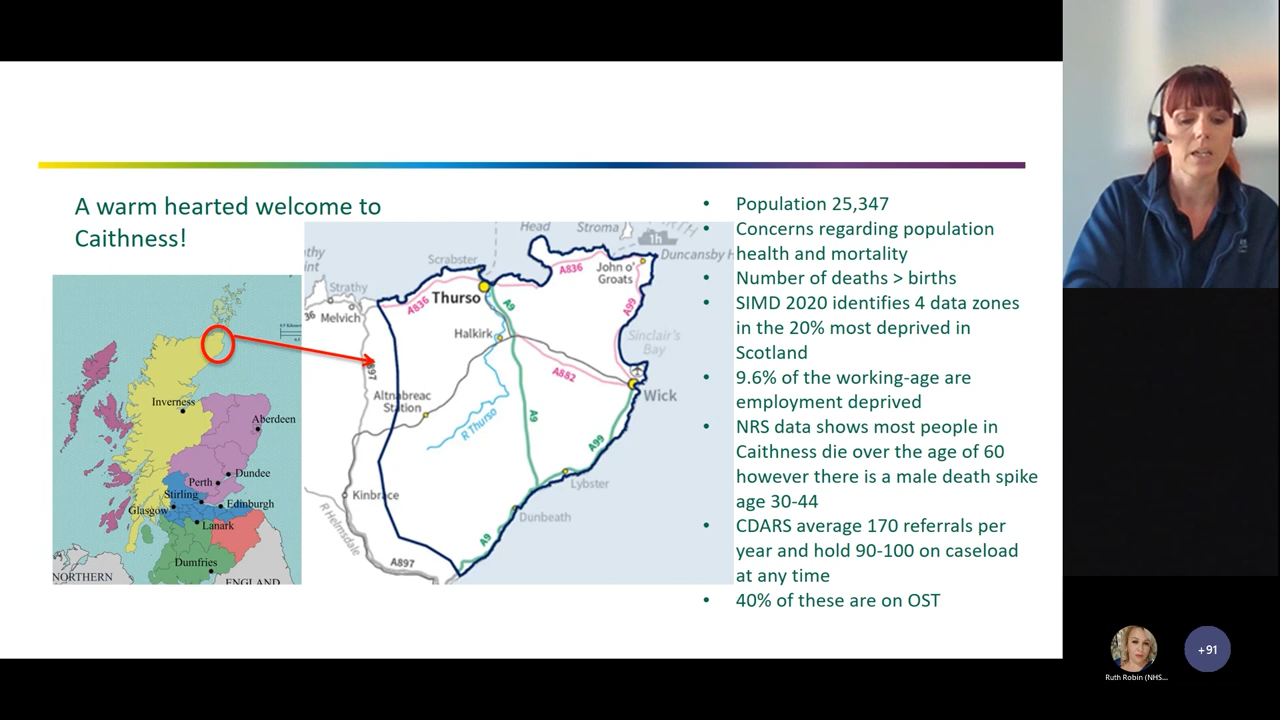 A warm hearted welcome to
Caithness!
Inverness
Aberdeen
Dundee
Perth
Stirling
Edinburgh
Glasgow
Lanark
Dumfries
NORTHERN
ENGLAND
Head
Stroma
1h
Duncansby H
Scrabster
A836
John o'
Groats
Strathy
Thurso
A836
A9
A99
Melvich
Halkirk
Sinclair's
Bay
A882
Altnabreac
Station
Wick
R Thurso
A9
A99
Kinbrace
Lybster
R Helmsdale
Dunbeath
A9
A897
• Population 25,347
• Concerns regarding population
health and mortality
• Number of deaths > births
• SIMD 2020 identifies 4 data zones
in the 20% most deprived in
Scotland
• 9.6% of the working-age are
employment deprived
• NRS data shows most people in
Caithness die over the age of 60
however there is a male death spike
age 30-44
• CDARS average 170 referrals per
year and hold 90-100 on caseload
at any time
• 40% of these are on OST
+91
Ruth Robin (NHS...